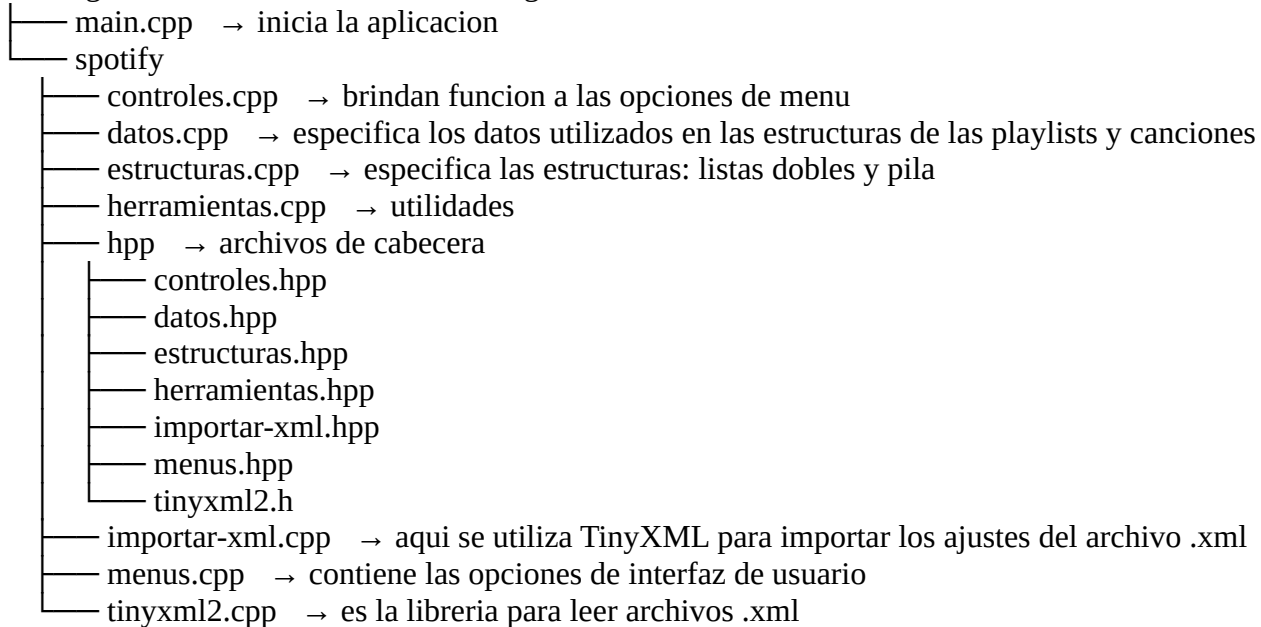 main.cpp → inicia la aplicacion
spotify
controles.cpp → brindan funcion a las opciones de menu
datos.cpp → especifica los datos utilizados en las estructuras de las playlists y canciones
estructuras.cpp → especifica las estructuras: listas dobles y pila
herramientas.cpp → utilidades
hpp → archivos de cabecera
controles.hpp
datos.hpp
estructuras.hpp
herramientas.hpp
importar-xml.hpp
menus.hpp
tinyxml2.h
importar-xml.cpp → aqui se utiliza TinyXML para importar los ajustes del archivo .xml
menus.cpp → contiene las opciones de interfaz de usuario
tinyxml2.cpp → es la libreria para leer archivos .xml